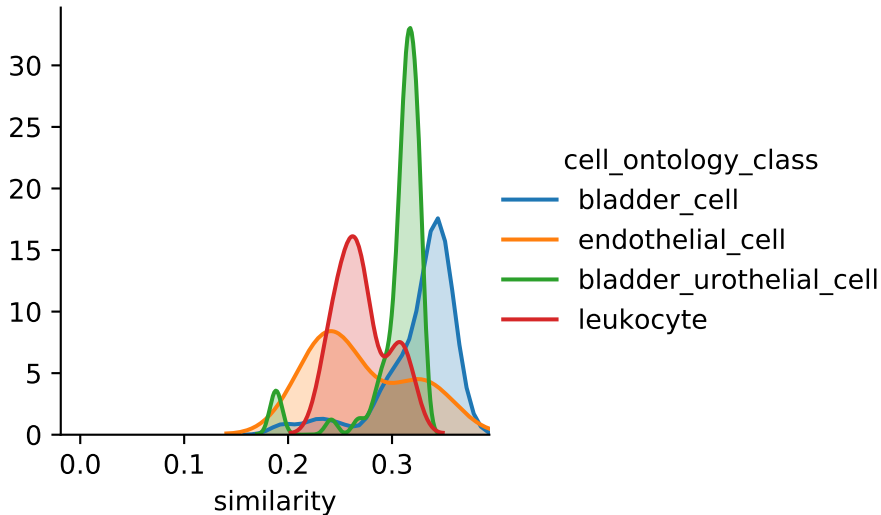 30
25
20
15
10
5
0
0.0 0.1 0.2 0.3
similarity
cell_ontology_class
bladder_cell
endothelial_cell
bladder_urothelial_cell
leukocyte